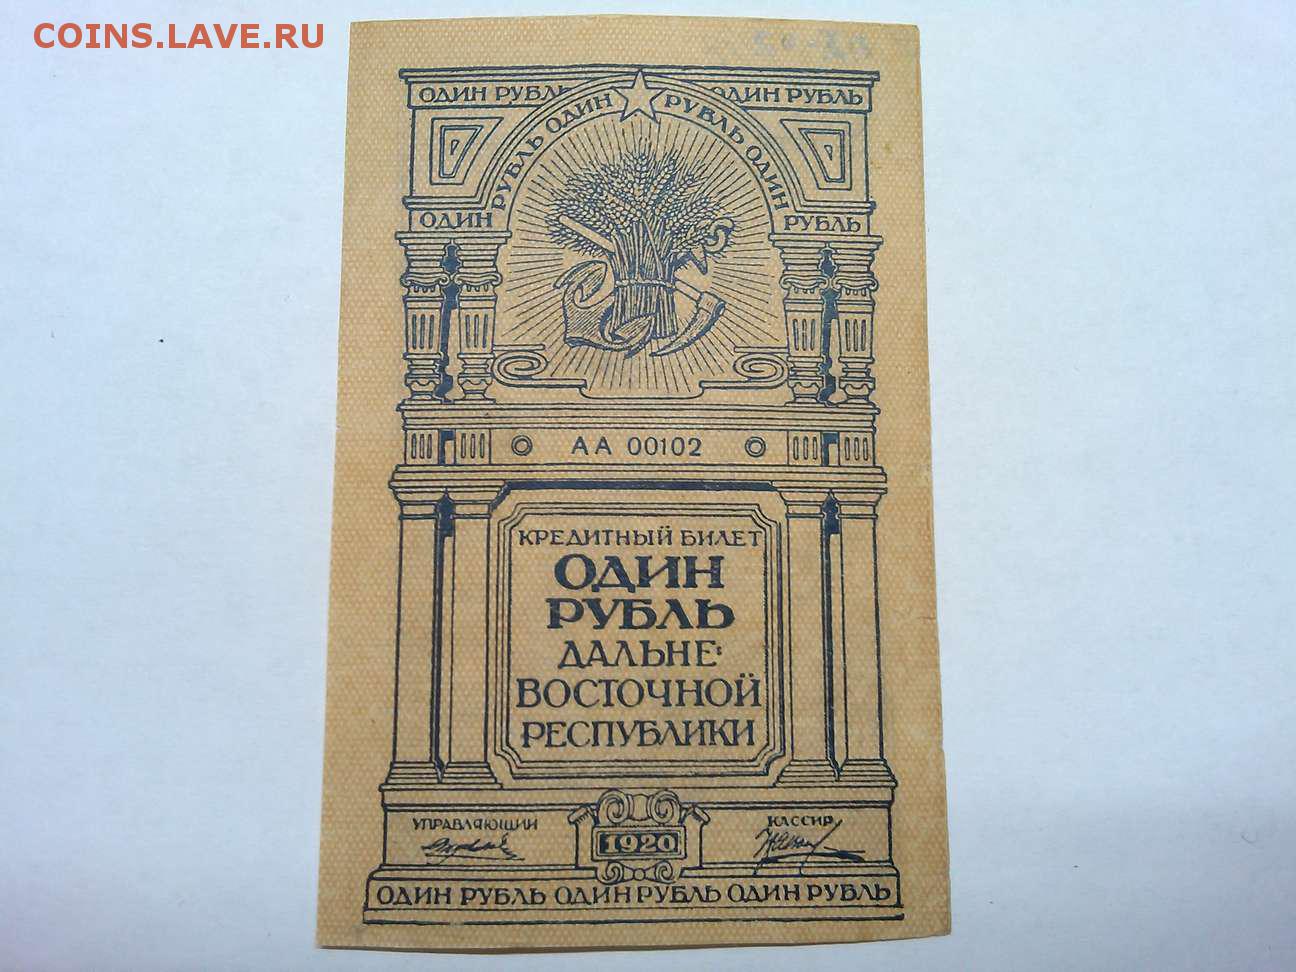 COINS.LAVE.RU
ОДИН РУБЛЬ ОДИН РУБЛЬ
РУБЛЬ ОДИН РУБЛЬ ОДИН
ОДИН РУБЛЬ
АА 00102
КРЕДИТНЫЙ БИЛЕТ
ОДИН
РУБЛЬ
ДАЛЬНЕ:
ВОСТОЧНОЙ
РЕСПУБЛИКИ
УПРАВЛЯЮЩИЙ КАССИР
1920
ОДИН РУБЛЬ ОДИН РУБЛЬ ОДИН РУБЛЬ